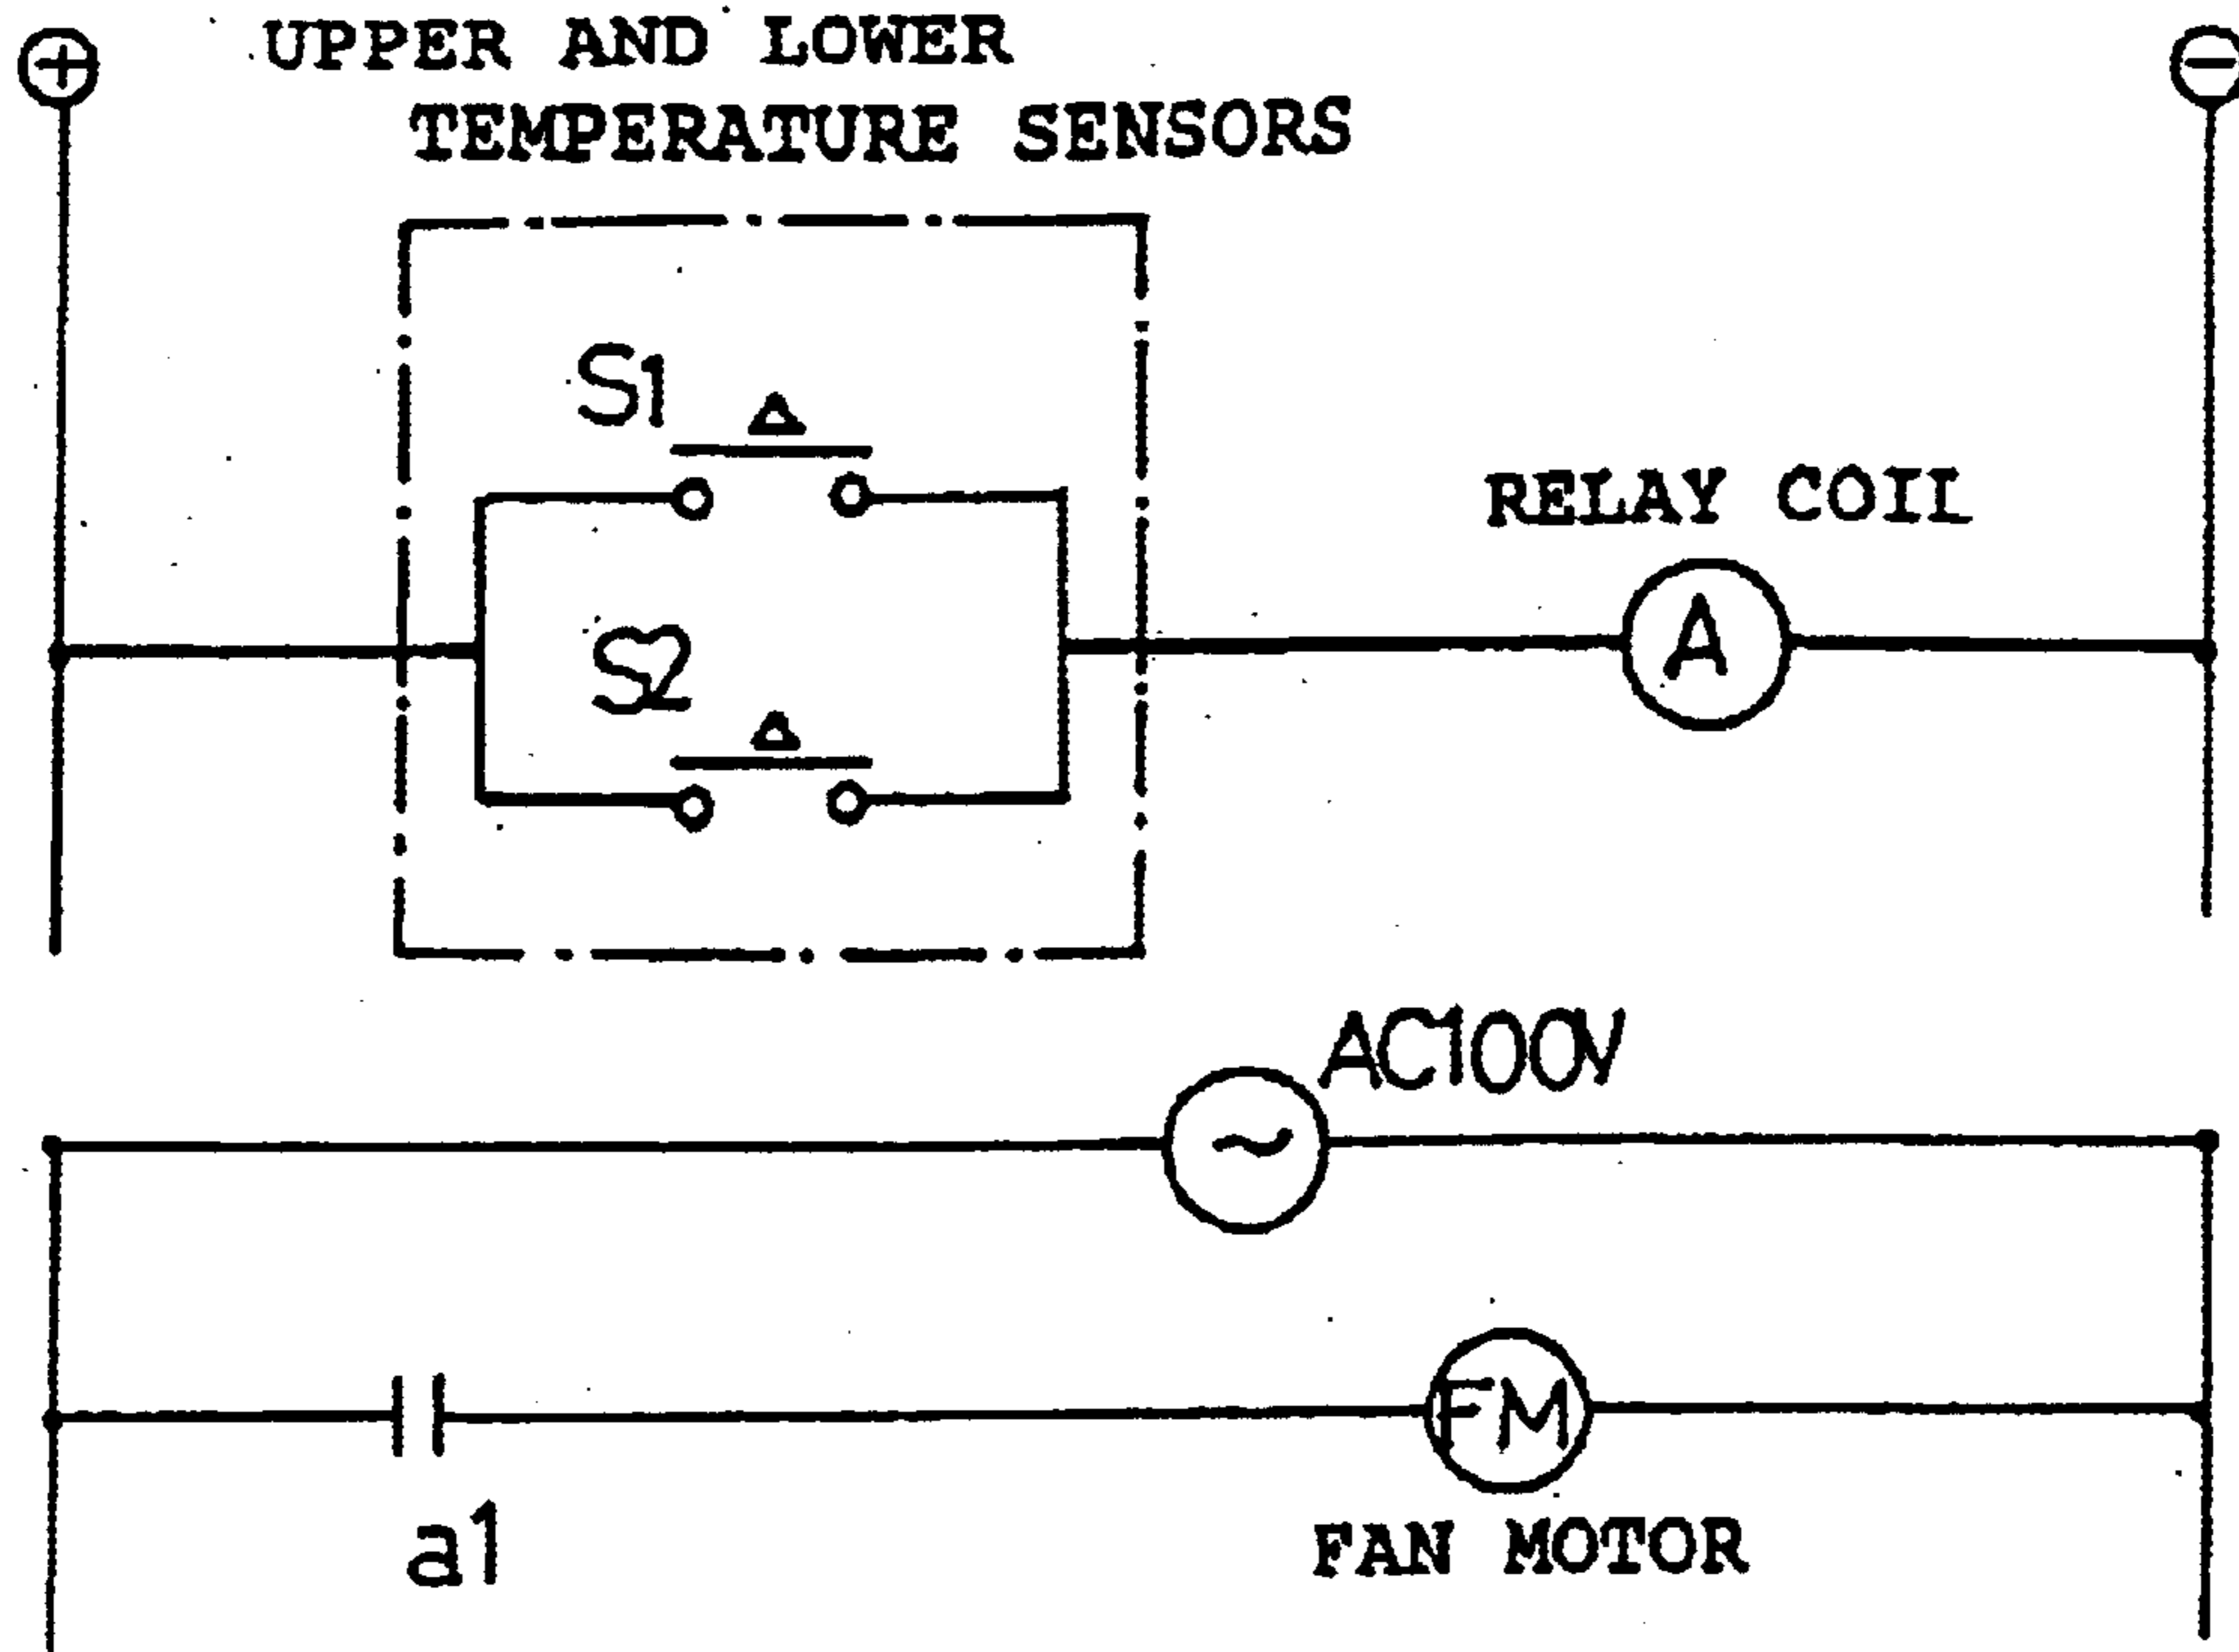 UPPER AND LOWER
TEMPERATURE SENSORS
S1
RELAY COIL
A
S2
AC100V
FM
a1
FAN MOTOR